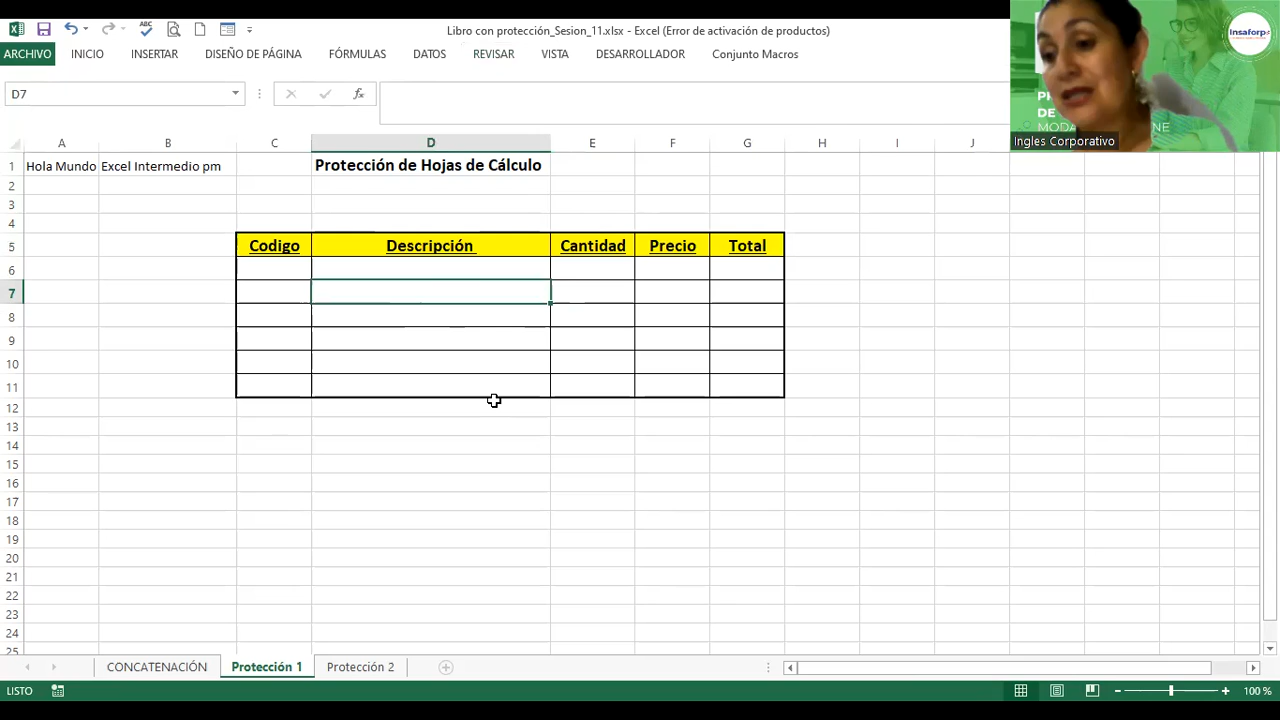 Libro con protección_Sesion_11.xlsx - Excel (Error de activación de productos)
ARCHIVO INICIO INSERTAR DISEÑO DE PÁGINA FÓRMULAS DATOS REVISAR VISTA DESARROLLADOR Conjunto Macros
Insaforp
MODA NE
Ingles Corporativo
D7 fx
A B C D E F G H I J K L M
1 Hola Mundo Excel Intermedio pm Protección de Hojas de Cálculo
2
3
4
5 Codigo Descripción Cantidad Precio Total
6
7
8
9
10
11
12
13
14
15
16
17
18
19
20
21
22
23
24
25
CONCATENACIÓN Protección 1 Protección 2
LISTO 100 %